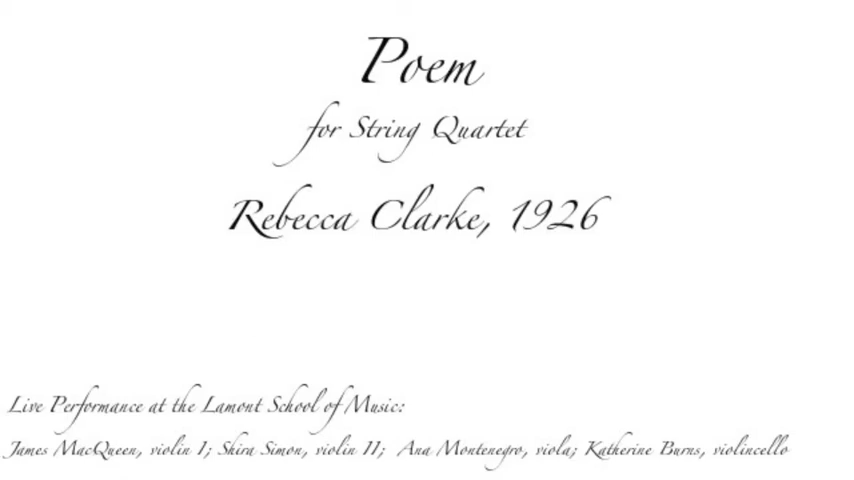 Poem
for String Quartet
Rebecca Clarke, 1926
Live Performance at the Lamont School of Music:
James MacQueen, violin I; Shira Simon, violin II; Ana Montenegro, viola; Katherine Burns, violincello